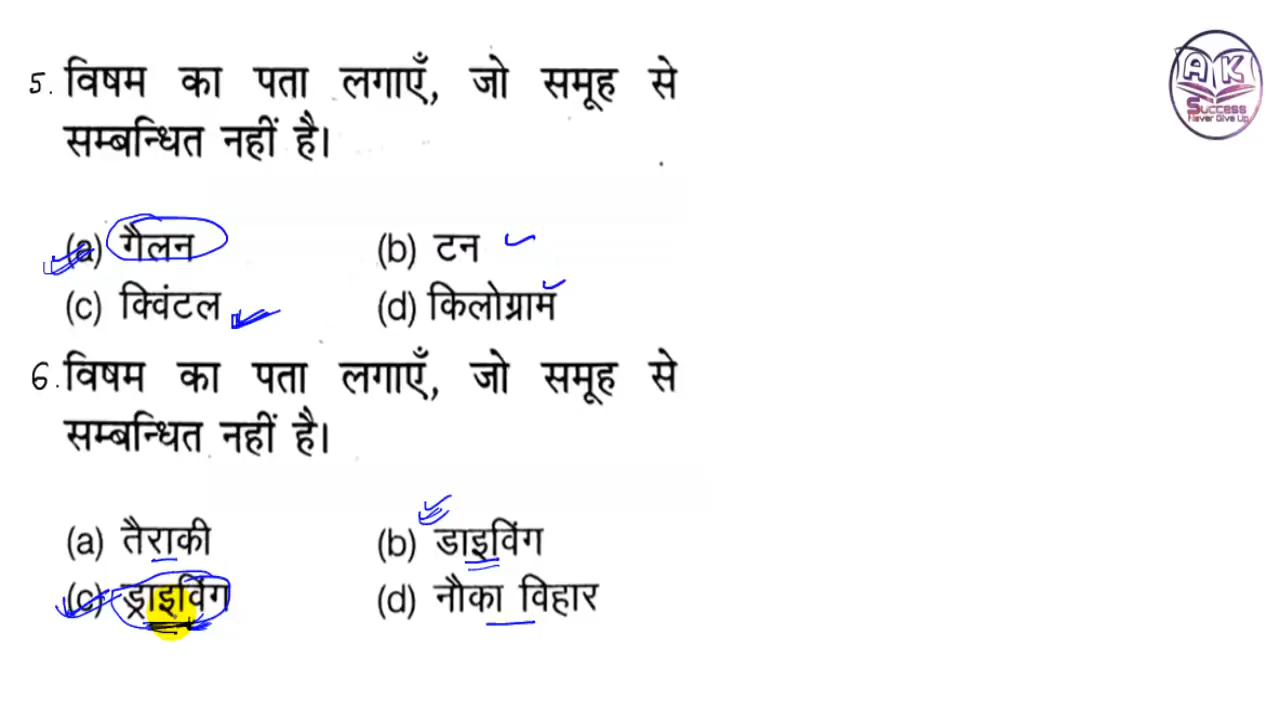 5. विषम का पता लगाएँ, जो समूह से
सम्बन्धित नहीं है।
(a) गैलन (b) टन
(c) क्विंटल (d) किलोग्राम
6. विषम का पता लगाएँ, जो समूह से
सम्बन्धित नहीं है।
(a) तैराकी (b) डाइविंग
(c) ड्राइविंग (d) नौका विहार
AK
Success
Never Give Up